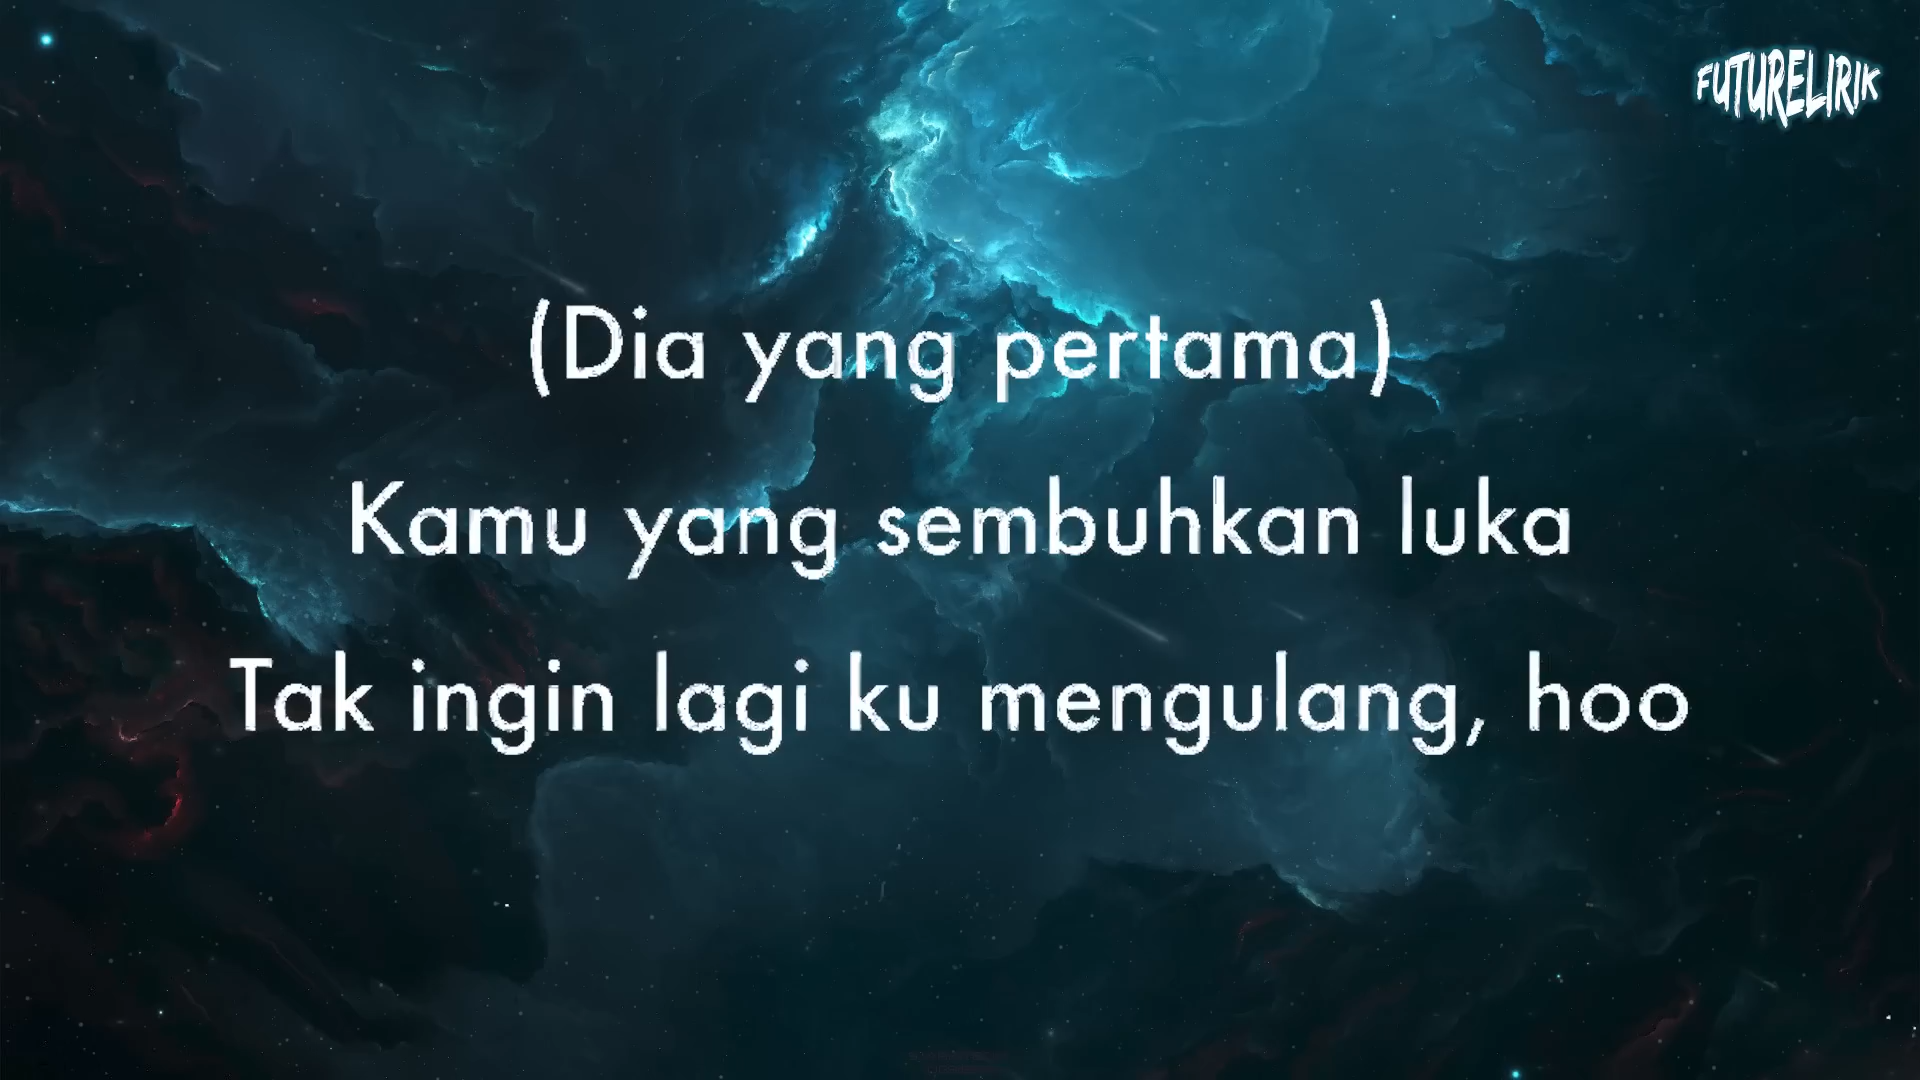 FUTURELIRIK
(Dia yang pertama)
Kamu yang sembuhkan luka
Tak ingin lagi ku mengulang, hoo